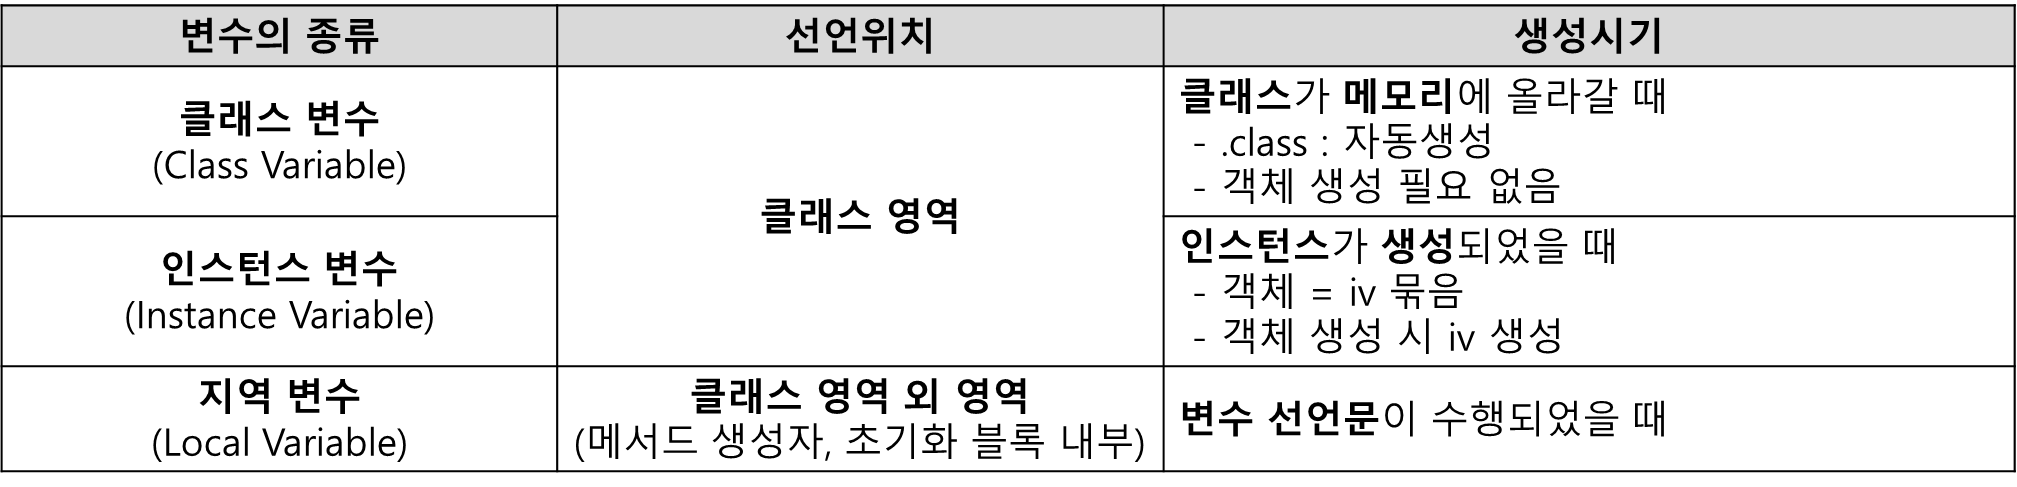 변수의 종류
선언위치
생성시기
클래스 변수
(Class Variable)
클래스 영역
클래스가 메모리에 올라갈 때
- .class : 자동생성
- 객체 생성 필요 없음
인스턴스 변수
(Instance Variable)
인스턴스가 생성되었을 때
- 객체 = iv 묶음
- 객체 생성 시 iv 생성
지역 변수
(Local Variable)
클래스 영역 외 영역
(메서드 생성자, 초기화 블록 내부)
변수 선언문이 수행되었을 때